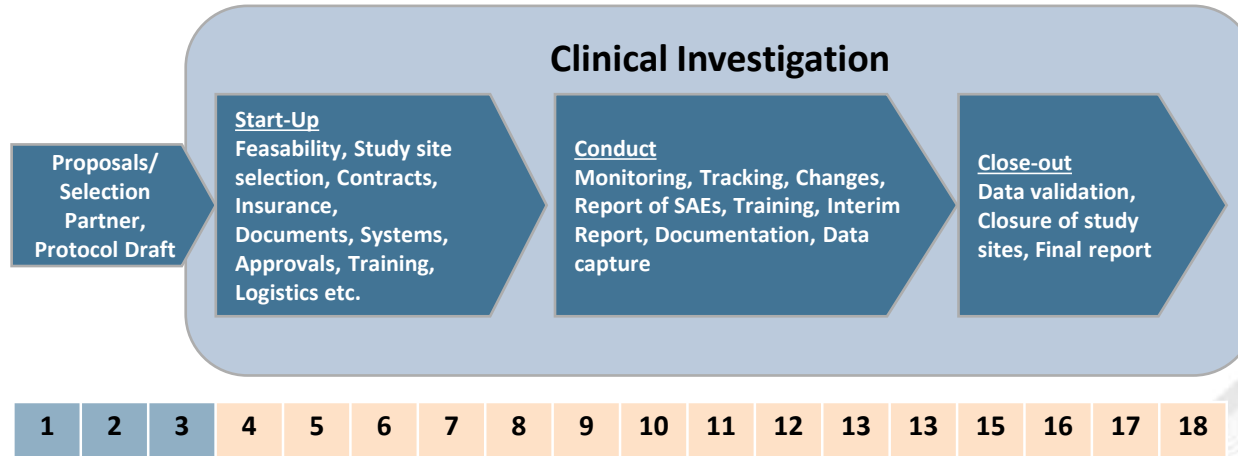 Clinical Investigation
Proposals/
Selection
Partner,
Protocol Draft
Start-Up
Feasability, Study site
selection, Contracts,
Insurance,
Documents, Systems,
Approvals, Training,
Logistics etc.
Conduct
Monitoring, Tracking, Changes,
Report of SAEs, Training, Interim
Report, Documentation, Data
capture
Close-out
Data validation,
Closure of study
sites, Final report
1 2 3 4 5 6 7 8 9 10 11 12 13 13 15 16 17 18